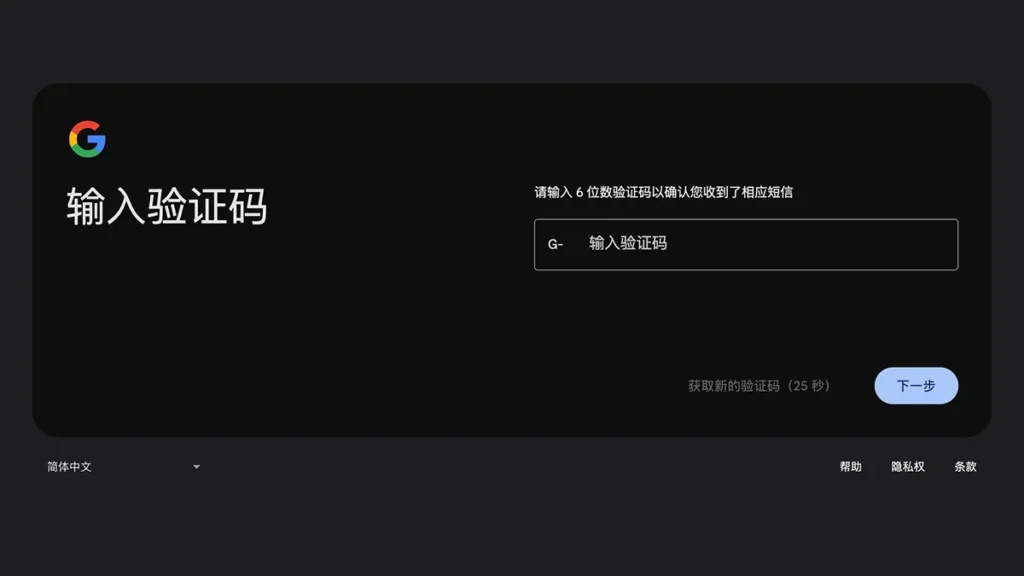 输入验证码
请输入 6 位数验证码以确认您收到了相应短信
G- 输入验证码
获取新的验证码（25 秒）
下一步
简体中文
帮助 隐私权 条款